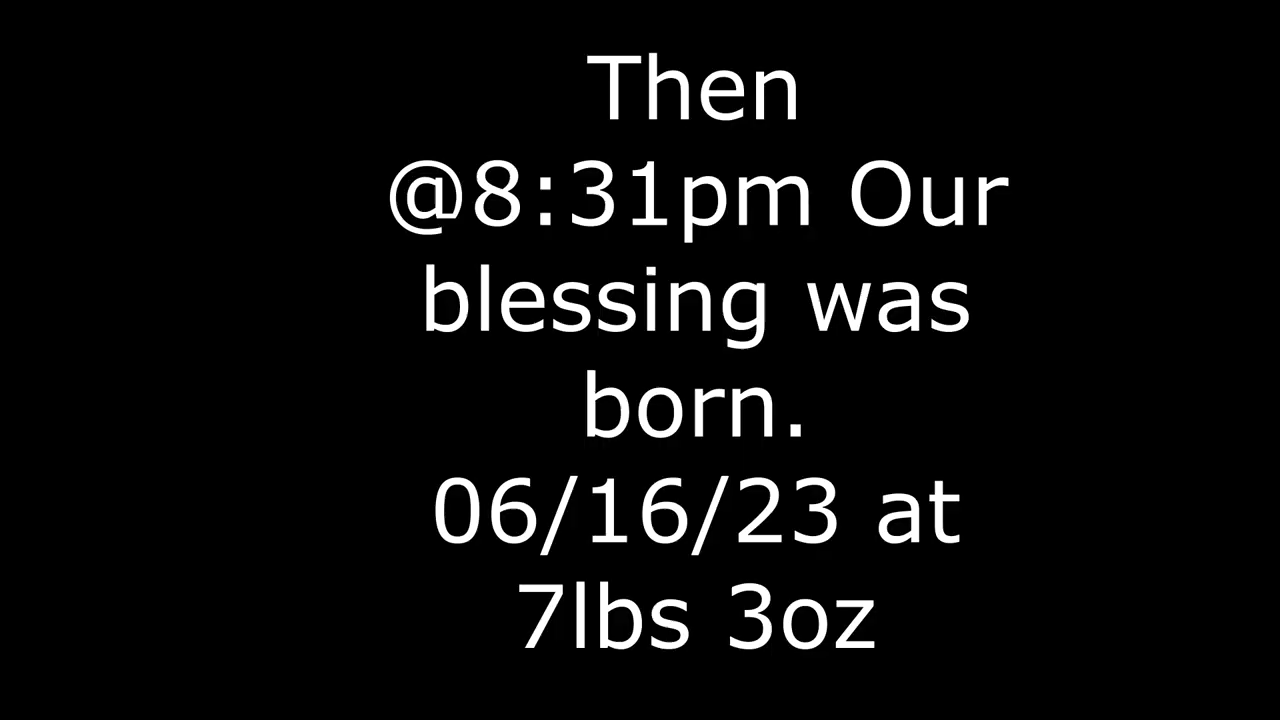 Then
@8:31pm Our
blessing was
born.
06/16/23 at
7lbs 3oz